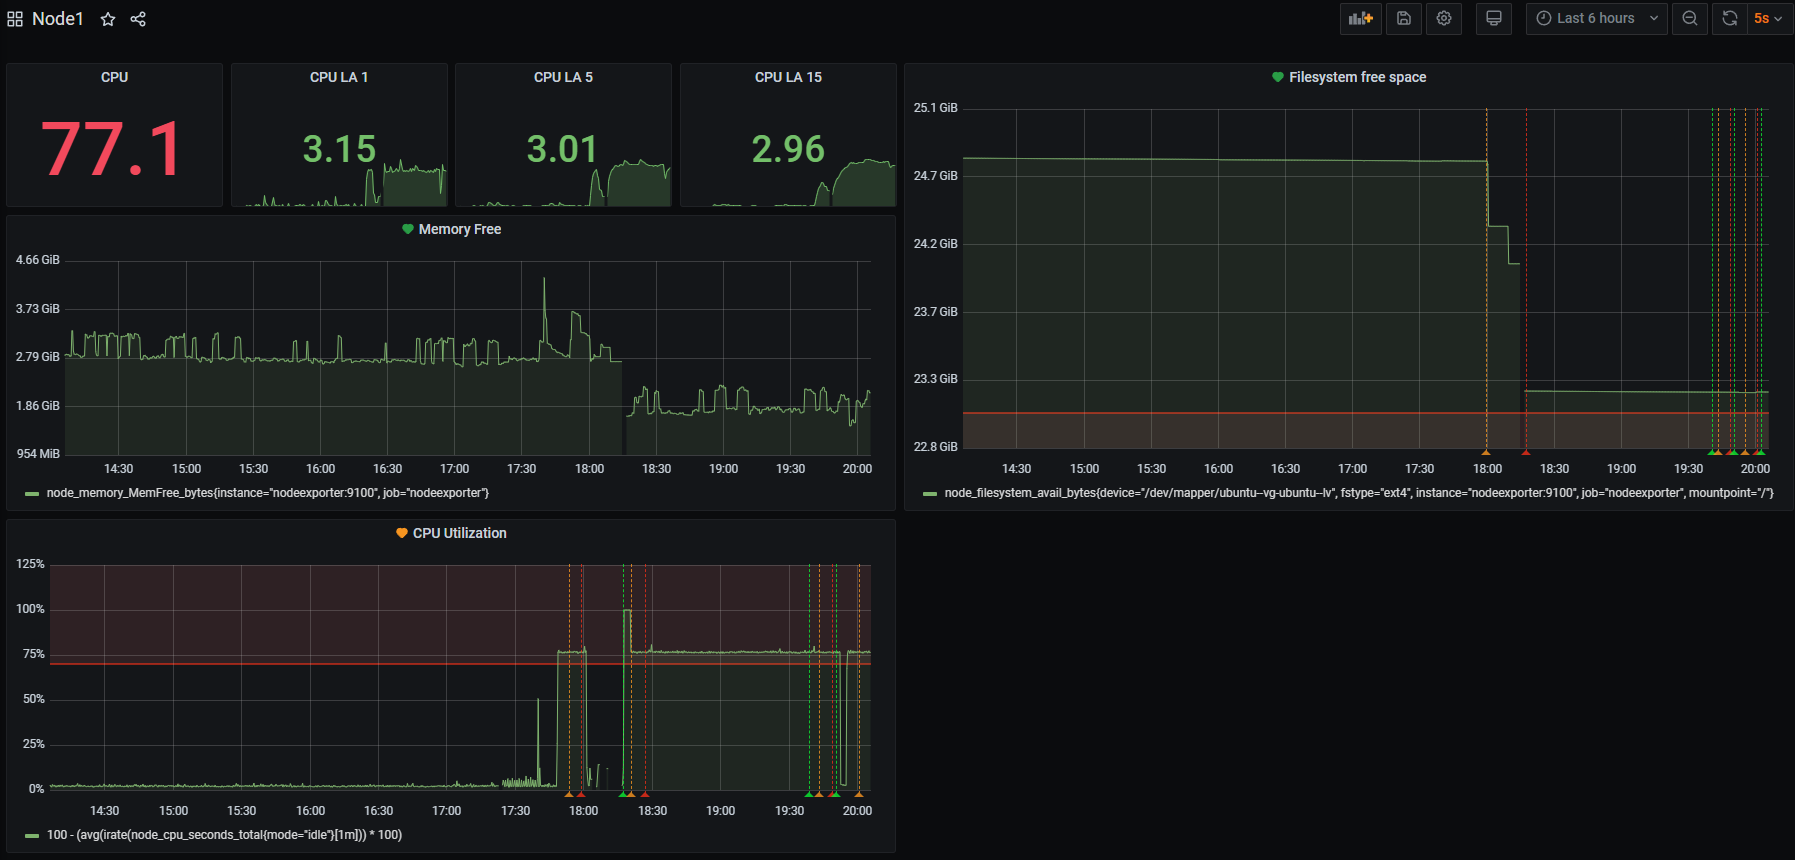 Node1
Last 6 hours
5s
CPU
77.1
CPU LA 1
3.15
CPU LA 5
3.01
CPU LA 15
2.96
Filesystem free space
25.1 GiB
24.7 GiB
24.2 GiB
23.7 GiB
23.3 GiB
22.8 GiB
14:30 15:00 15:30 16:00 16:30 17:00 17:30 18:00 18:30 19:00 19:30 20:00
node_filesystem_avail_bytes{device="/dev/mapper/ubuntu--vg-ubuntu--lv", fstype="ext4", instance="nodeexporter:9100", job="nodeexporter", mountpoint="/"}
Memory Free
4.66 GiB
3.73 GiB
2.79 GiB
1.86 GiB
954 MiB
14:30 15:00 15:30 16:00 16:30 17:00 17:30 18:00 18:30 19:00 19:30 20:00
node_memory_MemFree_bytes{instance="nodeexporter:9100", job="nodeexporter"}
CPU Utilization
125%
100%
75%
50%
25%
0%
14:30 15:00 15:30 16:00 16:30 17:00 17:30 18:00 18:30 19:00 19:30 20:00
100 - (avg(irate(node_cpu_seconds_total{mode="idle"}[1m])) * 100)